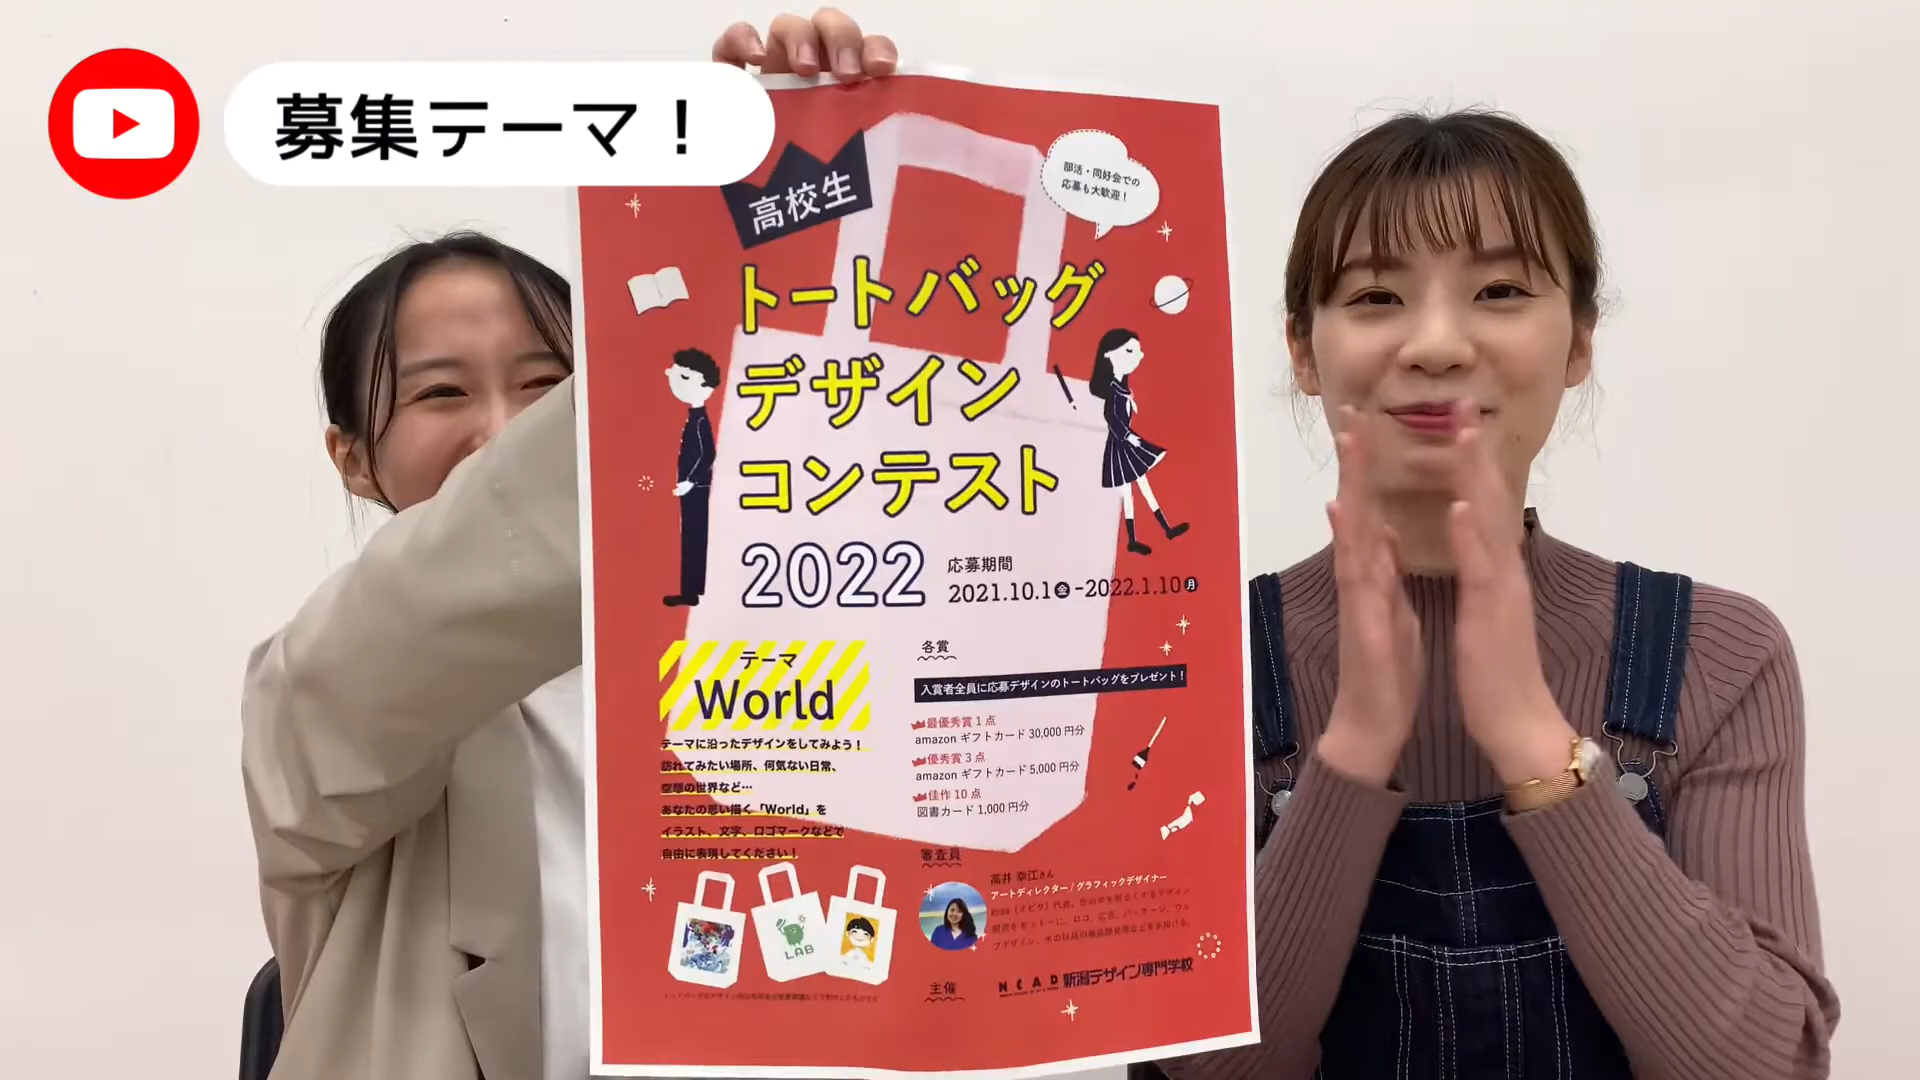 募集テーマ！
高校生
部活・同好会での
応募も大歓迎！
トートバッグ
デザイン
コンテスト
2022
応募期間
2021.10.1金-2022.1.10月
テーマ
World
テーマに沿ったデザインをしてみよう！
訪れてみたい場所、何気ない日常、
空想の世界など…
あなたの思い描く「World」を
イラスト、文字、ロゴマークなどで
自由に表現してください！
各賞
入賞者全員に応募デザインのトートバッグをプレゼント！
最優秀賞 1 点
amazon ギフトカード 30,000 円分
優秀賞 3 点
amazon ギフトカード 5,000 円分
佳作 10 点
図書カード 1,000 円分
審査員
高井 幸江さん
アートディレクター / グラフィックデザイナー
LAB
主催
NCAD 新潟デザイン専門学校